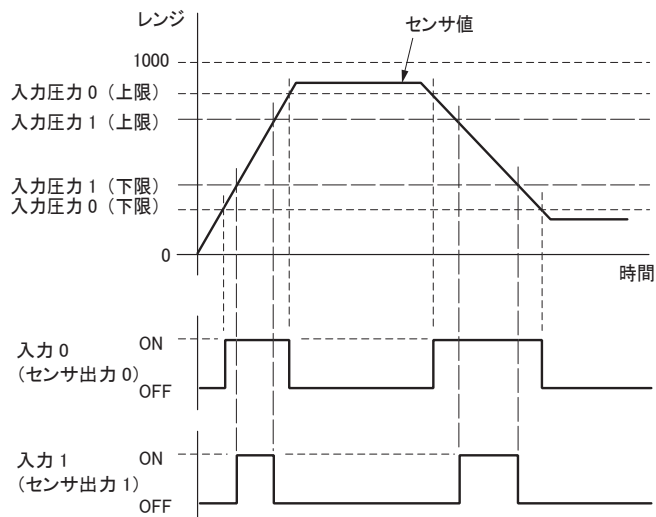 レンジ
センサ値
1000
入力圧力 0（上限）
入力圧力 1（上限）
入力圧力 1（下限）
入力圧力 0（下限）
0
時間
入力 0
（センサ出力 0）
ON
OFF
入力 1
（センサ出力 1）
ON
OFF